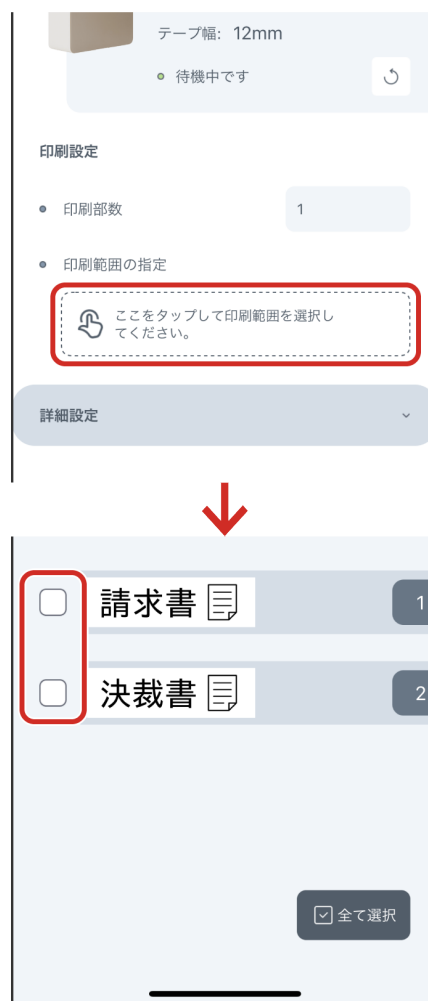 テープ幅: 12mm
待機中です
印刷設定
印刷部数 1
印刷範囲の指定
ここをタップして印刷範囲を選択し
てください。
詳細設定
請求書 1
決裁書 2
全て選択